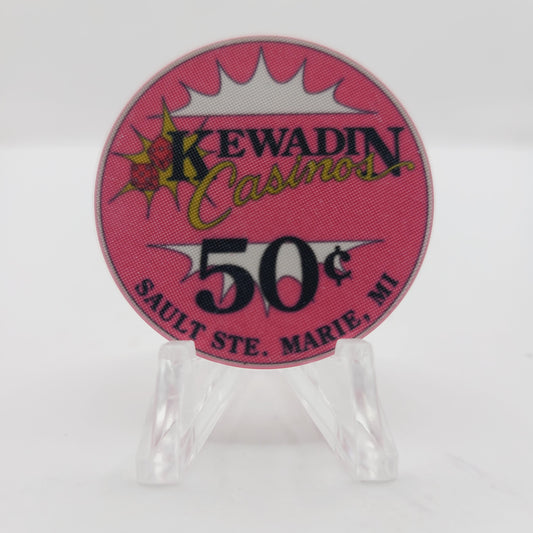 KEWADIN
Casinos
50¢
SAULT STE. MARIE, MI